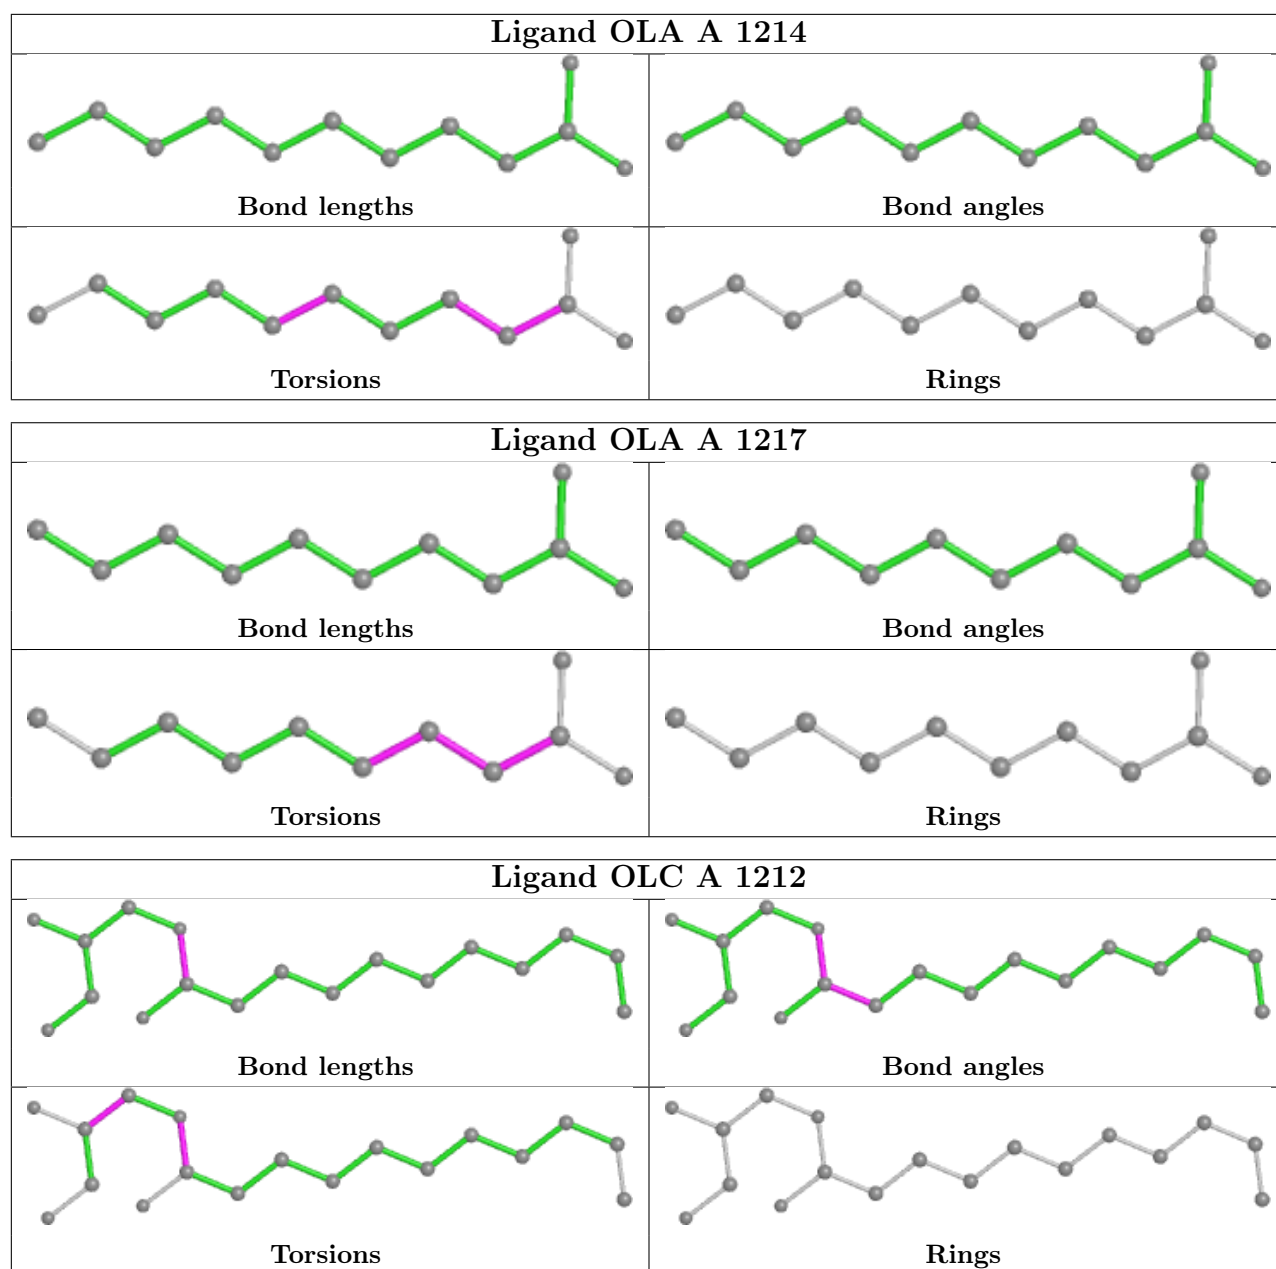 Ligand OLA A 1214
Bond lengths
Bond angles
Torsions
Rings
Ligand OLA A 1217
Bond lengths
Bond angles
Torsions
Rings
Ligand OLC A 1212
Bond lengths
Bond angles
Torsions
Rings